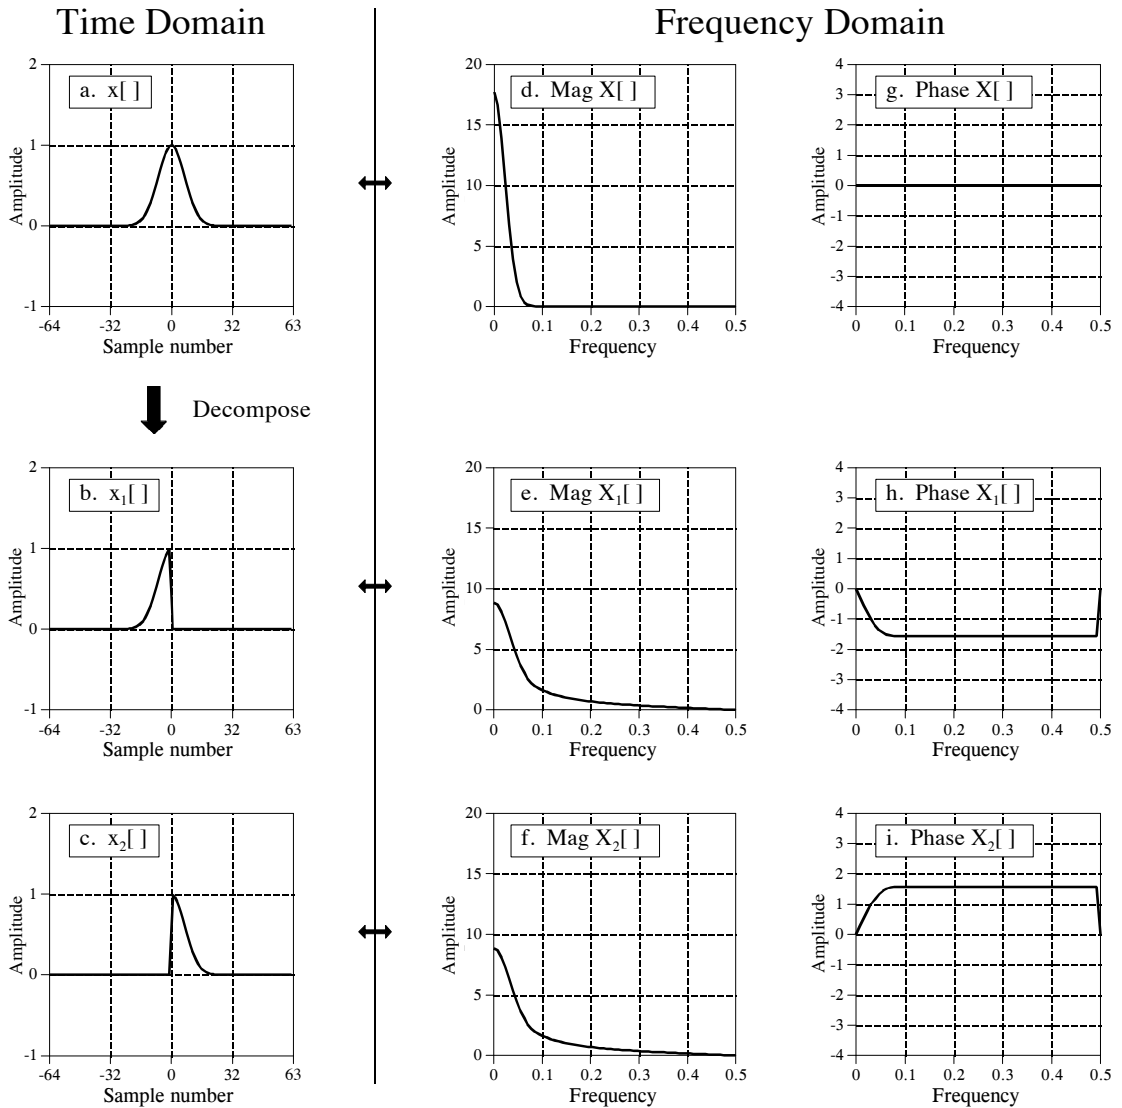 Time Domain
Frequency Domain
a. x[ ]
2
1
0
-1
-64 -32 0 32 63
Sample number
Amplitude
d. Mag X[ ]
20
15
10
5
0
0 0.1 0.2 0.3 0.4 0.5
Frequency
Amplitude
g. Phase X[ ]
4
3
2
1
0
-1
-2
-3
-4
0 0.1 0.2 0.3 0.4 0.5
Frequency
Amplitude
Decompose
b. x₁[ ]
2
1
0
-1
-64 -32 0 32 63
Sample number
Amplitude
e. Mag X₁[ ]
20
15
10
5
0
0 0.1 0.2 0.3 0.4 0.5
Frequency
Amplitude
h. Phase X₁[ ]
4
3
2
1
0
-1
-2
-3
-4
0 0.1 0.2 0.3 0.4 0.5
Frequency
Amplitude
c. x₂[ ]
2
1
0
-1
-64 -32 0 32 63
Sample number
Amplitude
f. Mag X₂[ ]
20
15
10
5
0
0 0.1 0.2 0.3 0.4 0.5
Frequency
Amplitude
i. Phase X₂[ ]
4
3
2
1
0
-1
-2
-3
-4
0 0.1 0.2 0.3 0.4 0.5
Frequency
Amplitude